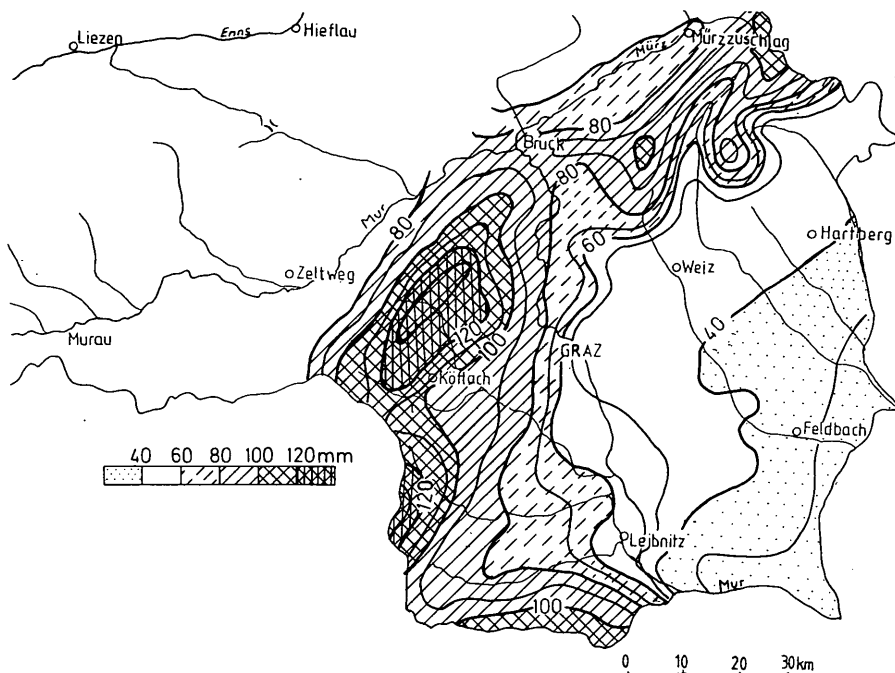 Liezen
Enns
Hieflau
Mürz
Mürzzuschlag
80
Bruck
80
Mur
80
60
Hartberg
Weiz
Zeltweg
40
Murau
120
100
GRAZ
Köflach
Feldbach
40 60 80 100 120mm
120
Leibnitz
Mur
100
0 10 20 30km